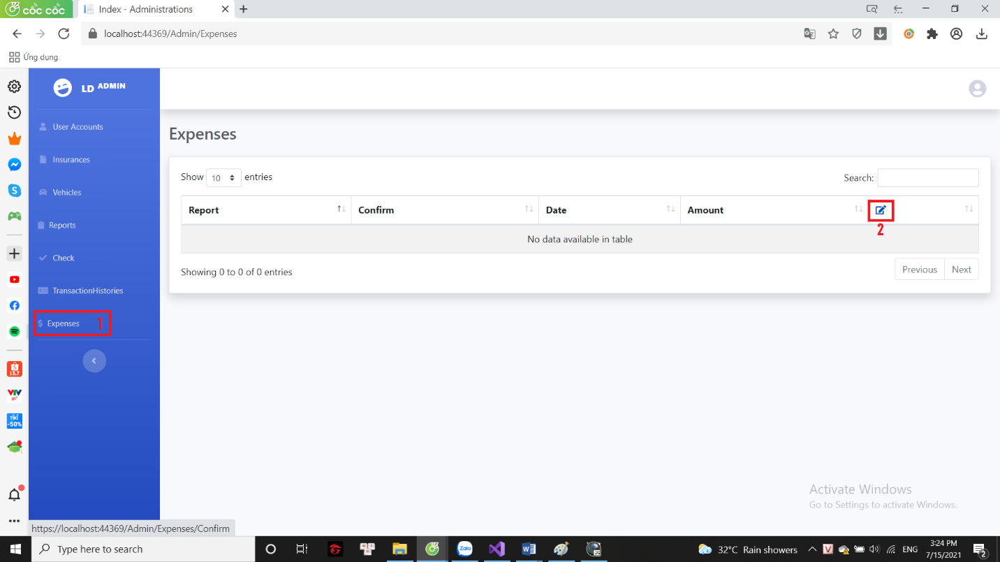 cốc cốc
Index - Administrations
localhost:44369/Admin/Expenses
Ứng dụng
LD ADMIN
User Accounts
Insurances
Vehicles
Reports
Check
TransactionHistories
Expenses 1
Expenses
Show 10 entries
Search:
Report Confirm Date Amount
2
No data available in table
Showing 0 to 0 of 0 entries
Previous Next
15.7
VTV
go
TIKI
-50%
Activate Windows
Go to Settings to activate Windows.
https://localhost:44369/Admin/Expenses/Confirm
Type here to search
Zalo
32°C Rain showers
ENG
3:24 PM
7/15/2021
2